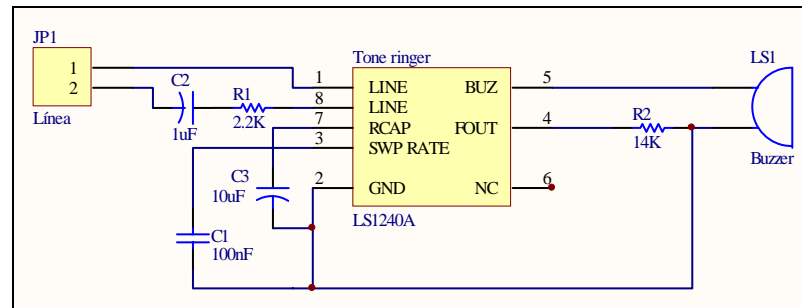 JP1
1
2
Línea
C2
1uF
R1
2.2K
Tone ringer
1 LINE BUZ 5
8 LINE
7 RCAP FOUT 4
3 SWP RATE
2 GND NC 6
LS1240A
C3
10uF
C1
100nF
R2
14K
LS1
Buzzer